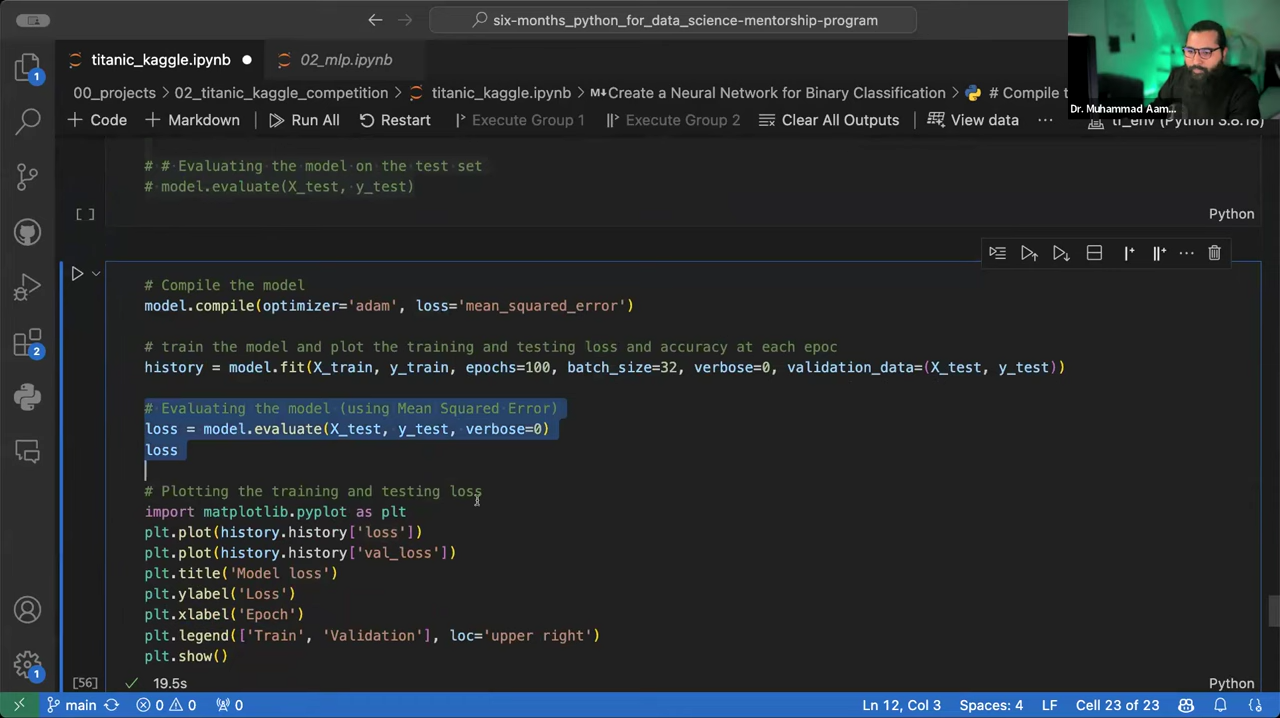 six-months_python_for_data_science-mentorship-program
titanic_kaggle.ipynb
02_mlp.ipynb
00_projects > 02_titanic_kaggle_competition > titanic_kaggle.ipynb > M↓Create a Neural Network for Binary Classification > # Compile t
Dr. Muhammad Aam...
+ Code + Markdown Run All Restart Execute Group 1 Execute Group 2 Clear All Outputs View data ... tf_env (Python 3.8.18)
# # Evaluating the model on the test set
# model.evaluate(X_test, y_test)
[ ]
Python
# Compile the model
model.compile(optimizer='adam', loss='mean_squared_error')
# train the model and plot the training and testing loss and accuracy at each epoc
history = model.fit(X_train, y_train, epochs=100, batch_size=32, verbose=0, validation_data=(X_test, y_test))
# Evaluating the model (using Mean Squared Error)
loss = model.evaluate(X_test, y_test, verbose=0)
loss
# Plotting the training and testing loss
import matplotlib.pyplot as plt
plt.plot(history.history['loss'])
plt.plot(history.history['val_loss'])
plt.title('Model loss')
plt.ylabel('Loss')
plt.xlabel('Epoch')
plt.legend(['Train', 'Validation'], loc='upper right')
plt.show()
[56] ✓ 19.5s
Python
1
2
1
main 0 0 0 Ln 12, Col 3 Spaces: 4 LF Cell 23 of 23